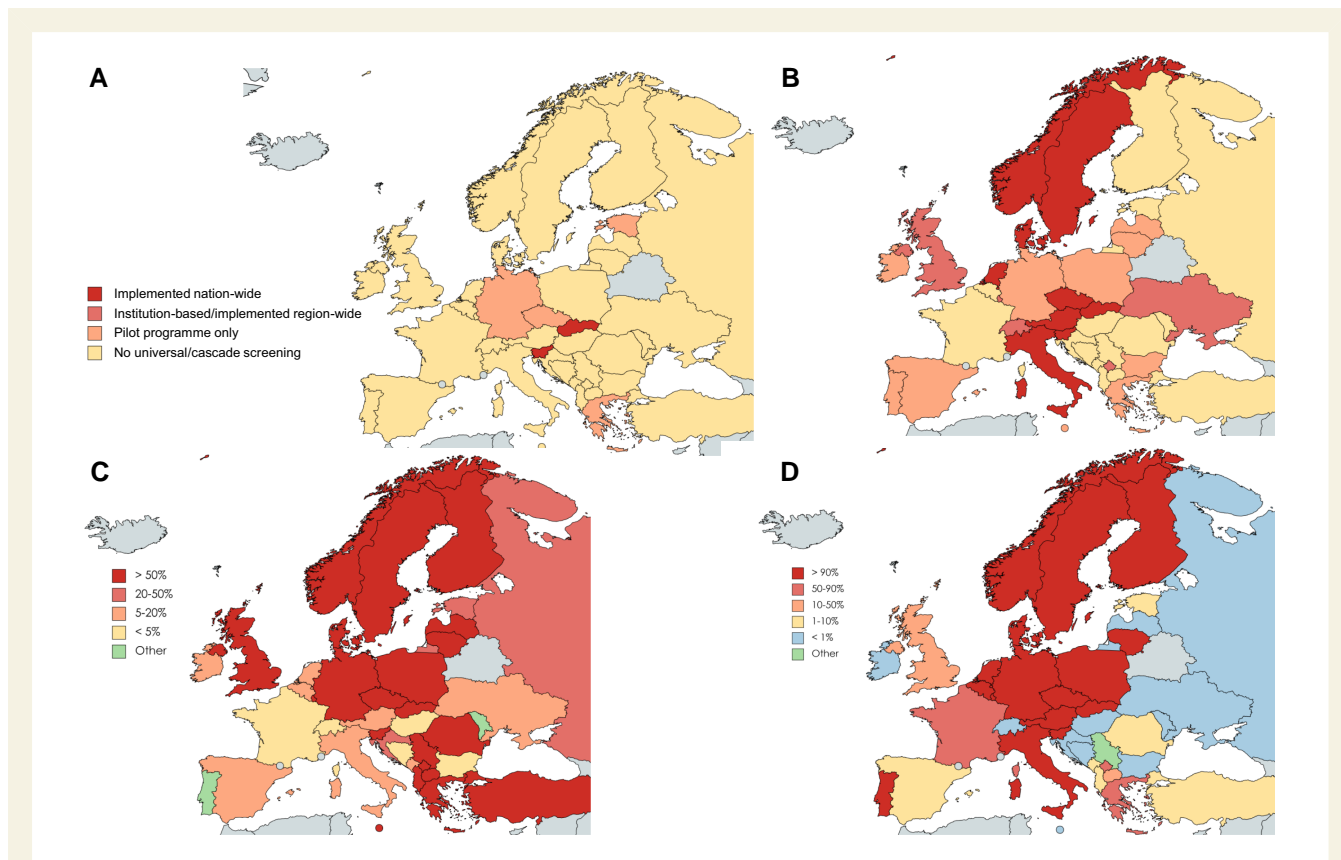 A
B
Implemented nation-wide
Institution-based/implemented region-wide
Pilot programme only
No universal/cascade screening
C
D
> 50%
20-50%
5-20%
< 5%
Other
> 90%
50-90%
10-50%
1-10%
< 1%
Other